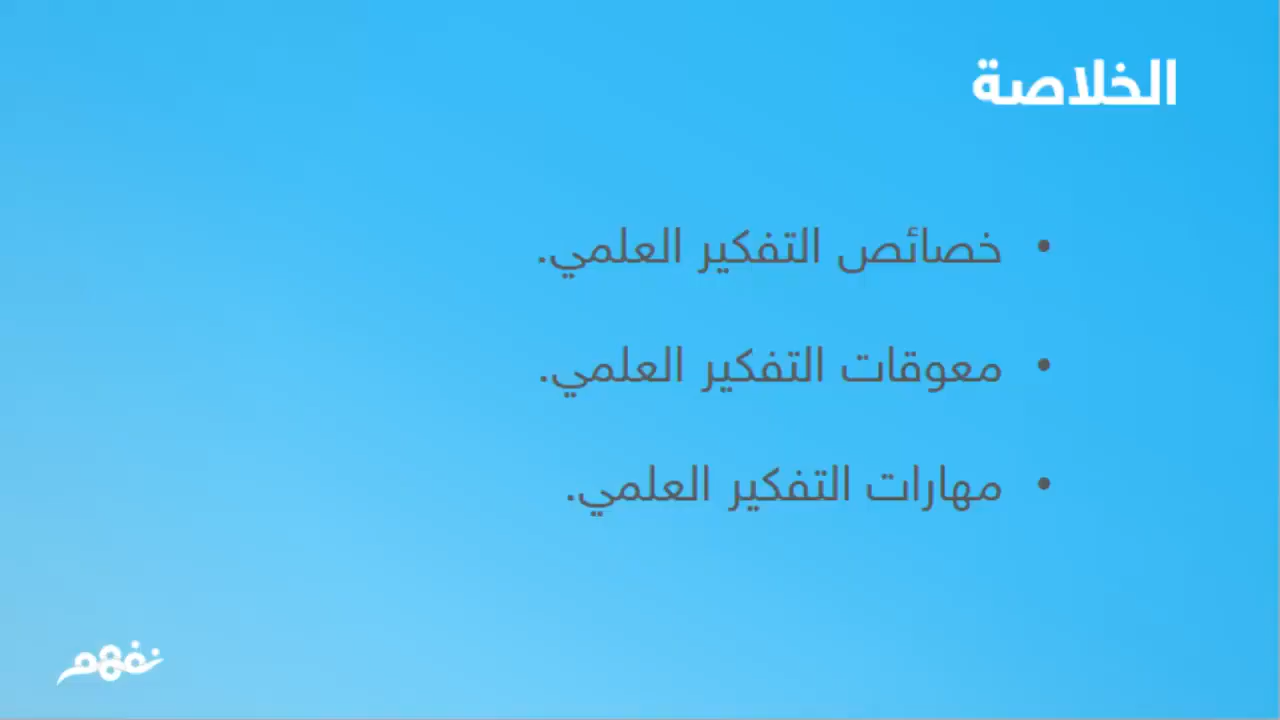 الخلاصة
• خصائص التفكير العلمي.
• معوقات التفكير العلمي.
• مهارات التفكير العلمي.
نفهم